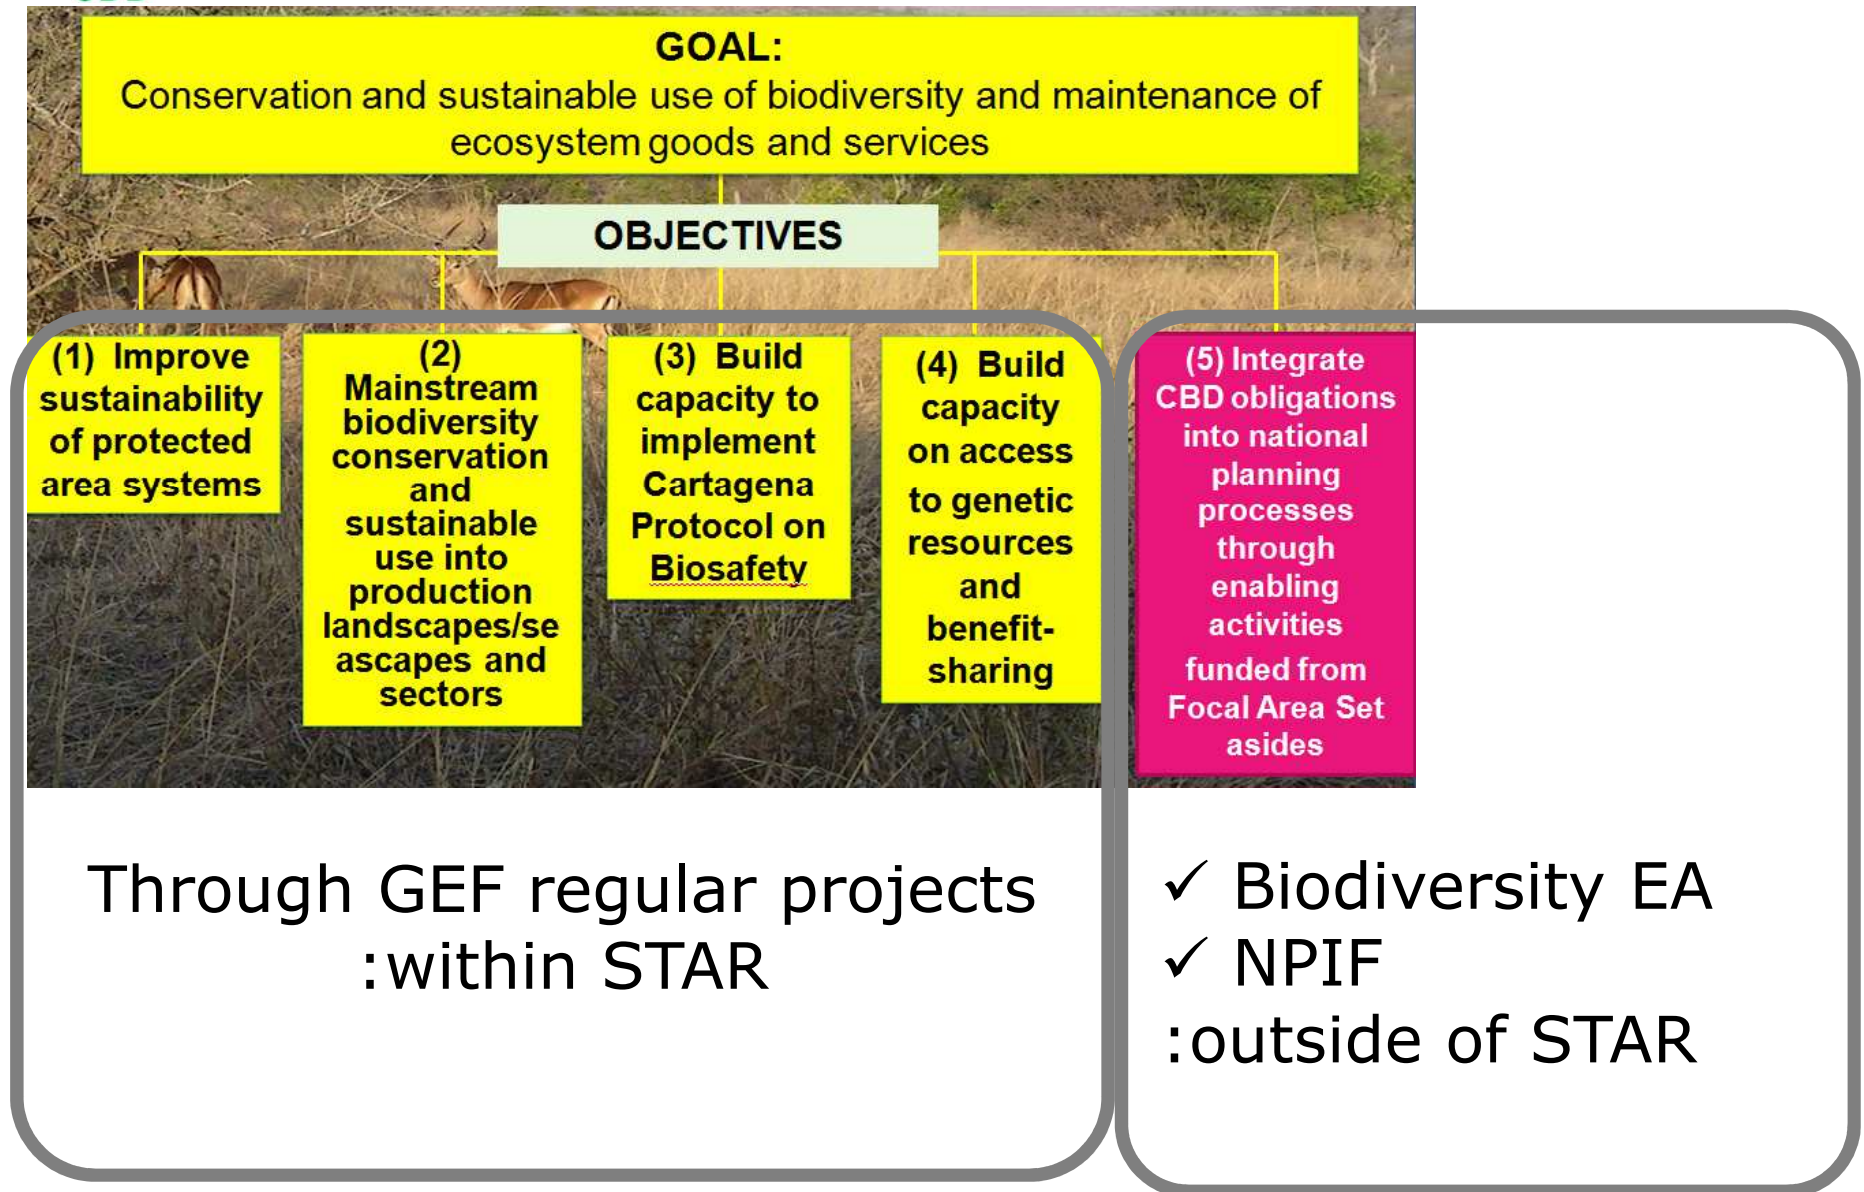 GOAL:
Conservation and sustainable use of biodiversity and maintenance of
ecosystem goods and services
OBJECTIVES
(1) Improve
sustainability
of protected
area systems
(2)
Mainstream
biodiversity
conservation
and
sustainable
use into
production
landscapes/se
ascapes and
sectors
(3) Build
capacity to
implement
Cartagena
Protocol on
Biosafety
(4) Build
capacity
on access
to genetic
resources
and
benefit-
sharing
(5) Integrate
CBD obligations
into national
planning
processes
through
enabling
activities
funded from
Focal Area Set
asides
Through GEF regular projects
:within STAR
✓ Biodiversity EA
✓ NPIF
:outside of STAR